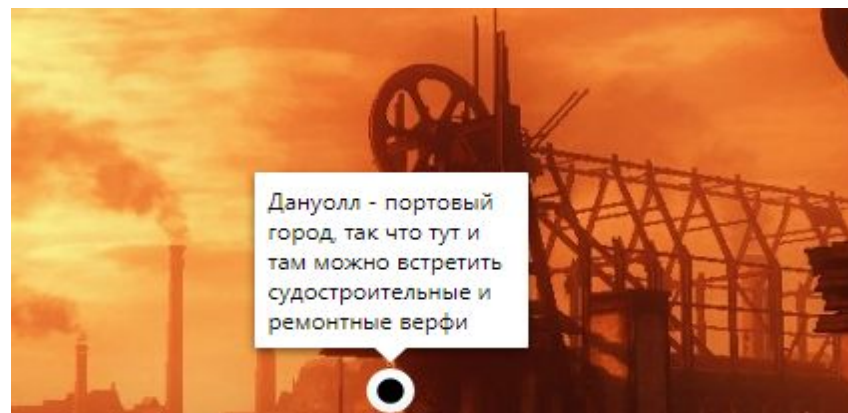 Дануолл - портовый
город, так что тут и
там можно встретить
судостроительные и
ремонтные верфи